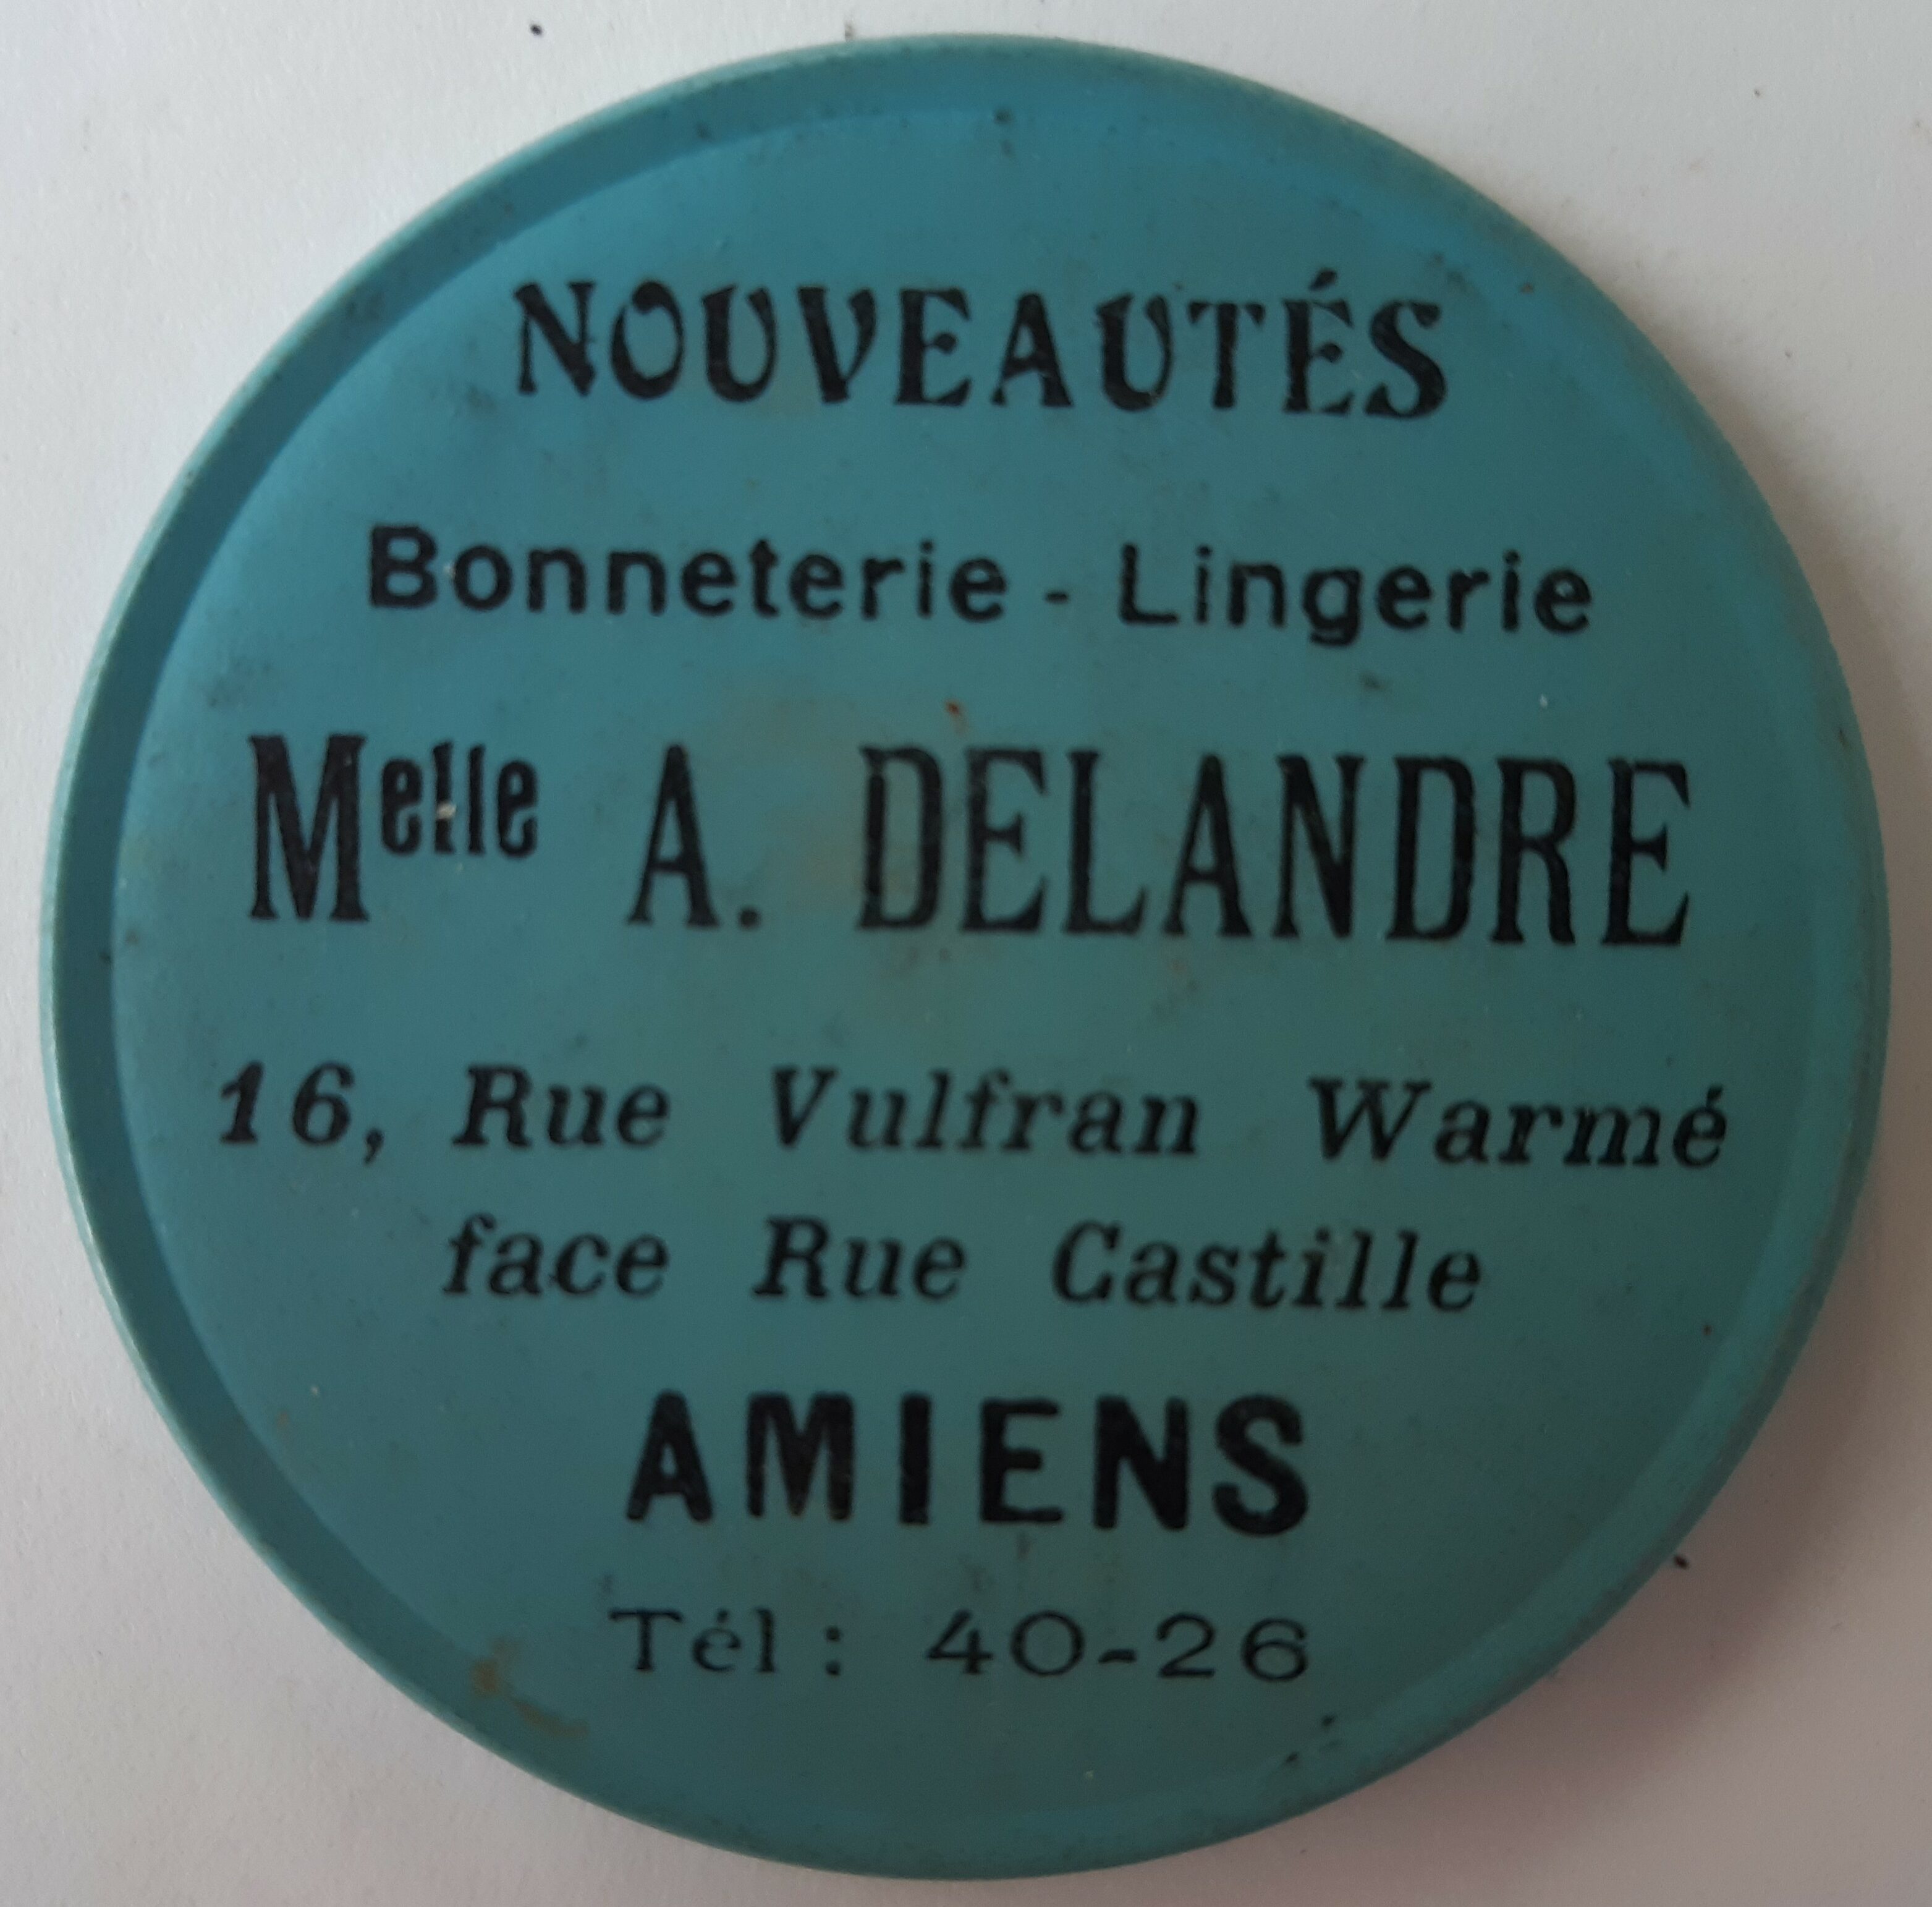 NOUVEAUTÉS
Bonneterie - Lingerie
Melle A. DELANDRE
16, Rue Vulfran Warmé
face Rue Castille
AMIENS
Tél : 40-26